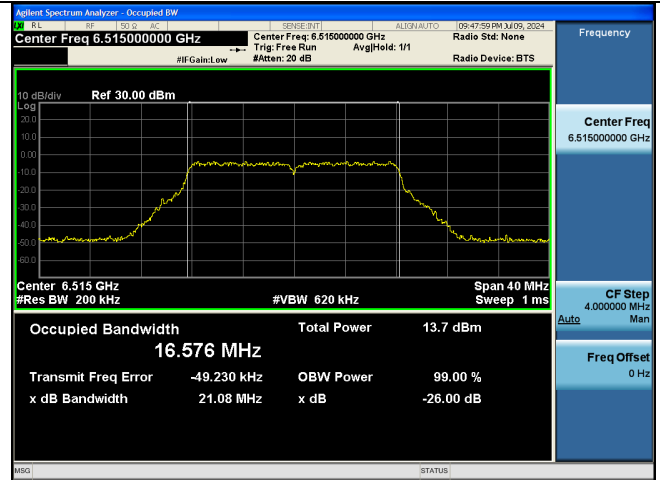 Agilent Spectrum Analyzer - Occupied BW
LXI RL RF 50 Ω AC SENSE:INT ALIGN AUTO 09:47:59 PM Jul 09, 2024
Center Freq 6.515000000 GHz
Center Freq: 6.515000000 GHz Radio Std: None
Trig: Free Run Avg|Hold: 1/1
#IFGain:Low #Atten: 20 dB Radio Device: BTS
Frequency
10 dB/div Ref 30.00 dBm
Log
20.0
10.0
0.00
-10.0
-20.0
-30.0
-40.0
-50.0
-60.0
Center 6.515 GHz Span 40 MHz
#Res BW 200 kHz #VBW 620 kHz Sweep 1 ms
Occupied Bandwidth Total Power 13.7 dBm
16.576 MHz
Transmit Freq Error -49.230 kHz OBW Power 99.00 %
x dB Bandwidth 21.08 MHz x dB -26.00 dB
Center Freq
6.515000000 GHz
CF Step
4.000000 MHz
Auto Man
Freq Offset
0 Hz
MSG STATUS